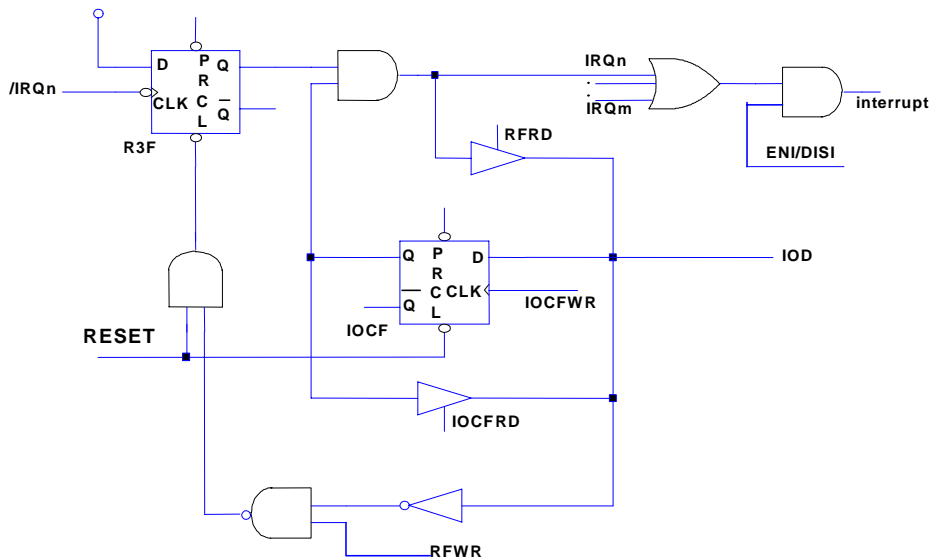 D P Q
R
/IRQn
CLK C
L Q
R3F
IRQn
.
.
IRQm
interrupt
ENI/DISI
RFRD
Q P D
R
C CLK
Q L
IOCF
IOCFWR
IOD
RESET
IOCFRD
RFWR